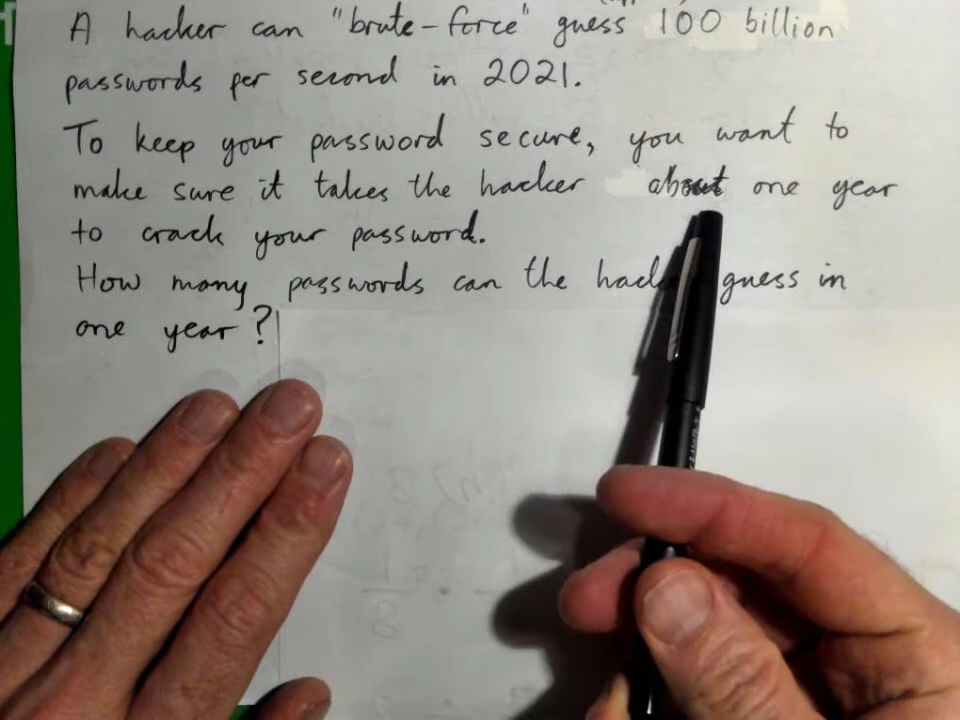 A hacker can "brute-force" guess 100 billion
passwords per second in 2021.
To keep your password secure, you want to
make sure it takes the hacker about one year
to crack your password.
How many passwords can the hacker guess in
one year?